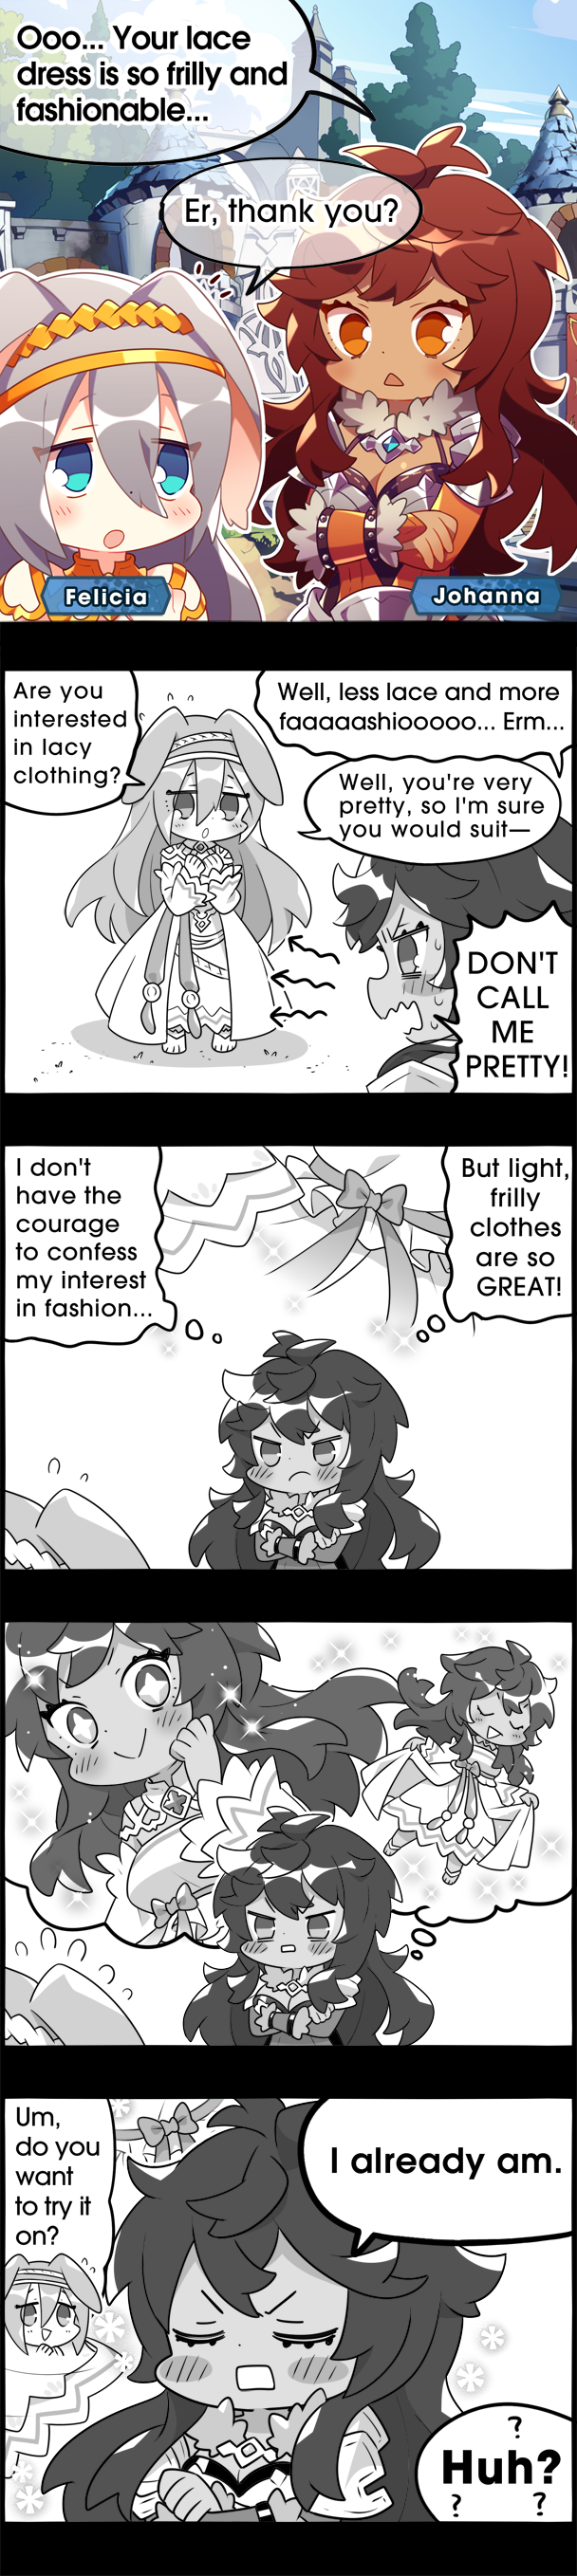 Ooo... Your lace
dress is so frilly and
fashionable...
Er, thank you?
Felicia
Johanna
Are you
interested
in lacy
clothing?
Well, less lace and more
faaaaashiooooo... Erm...
Well, you're very
pretty, so I'm sure
you would suit—
DON'T
CALL
ME
PRETTY!
I don't
have the
courage
to confess
my interest
in fashion...
But light,
frilly
clothes
are so
GREAT!
Um,
do you
want
to try it
on?
I already am.
?
Huh?
? ?